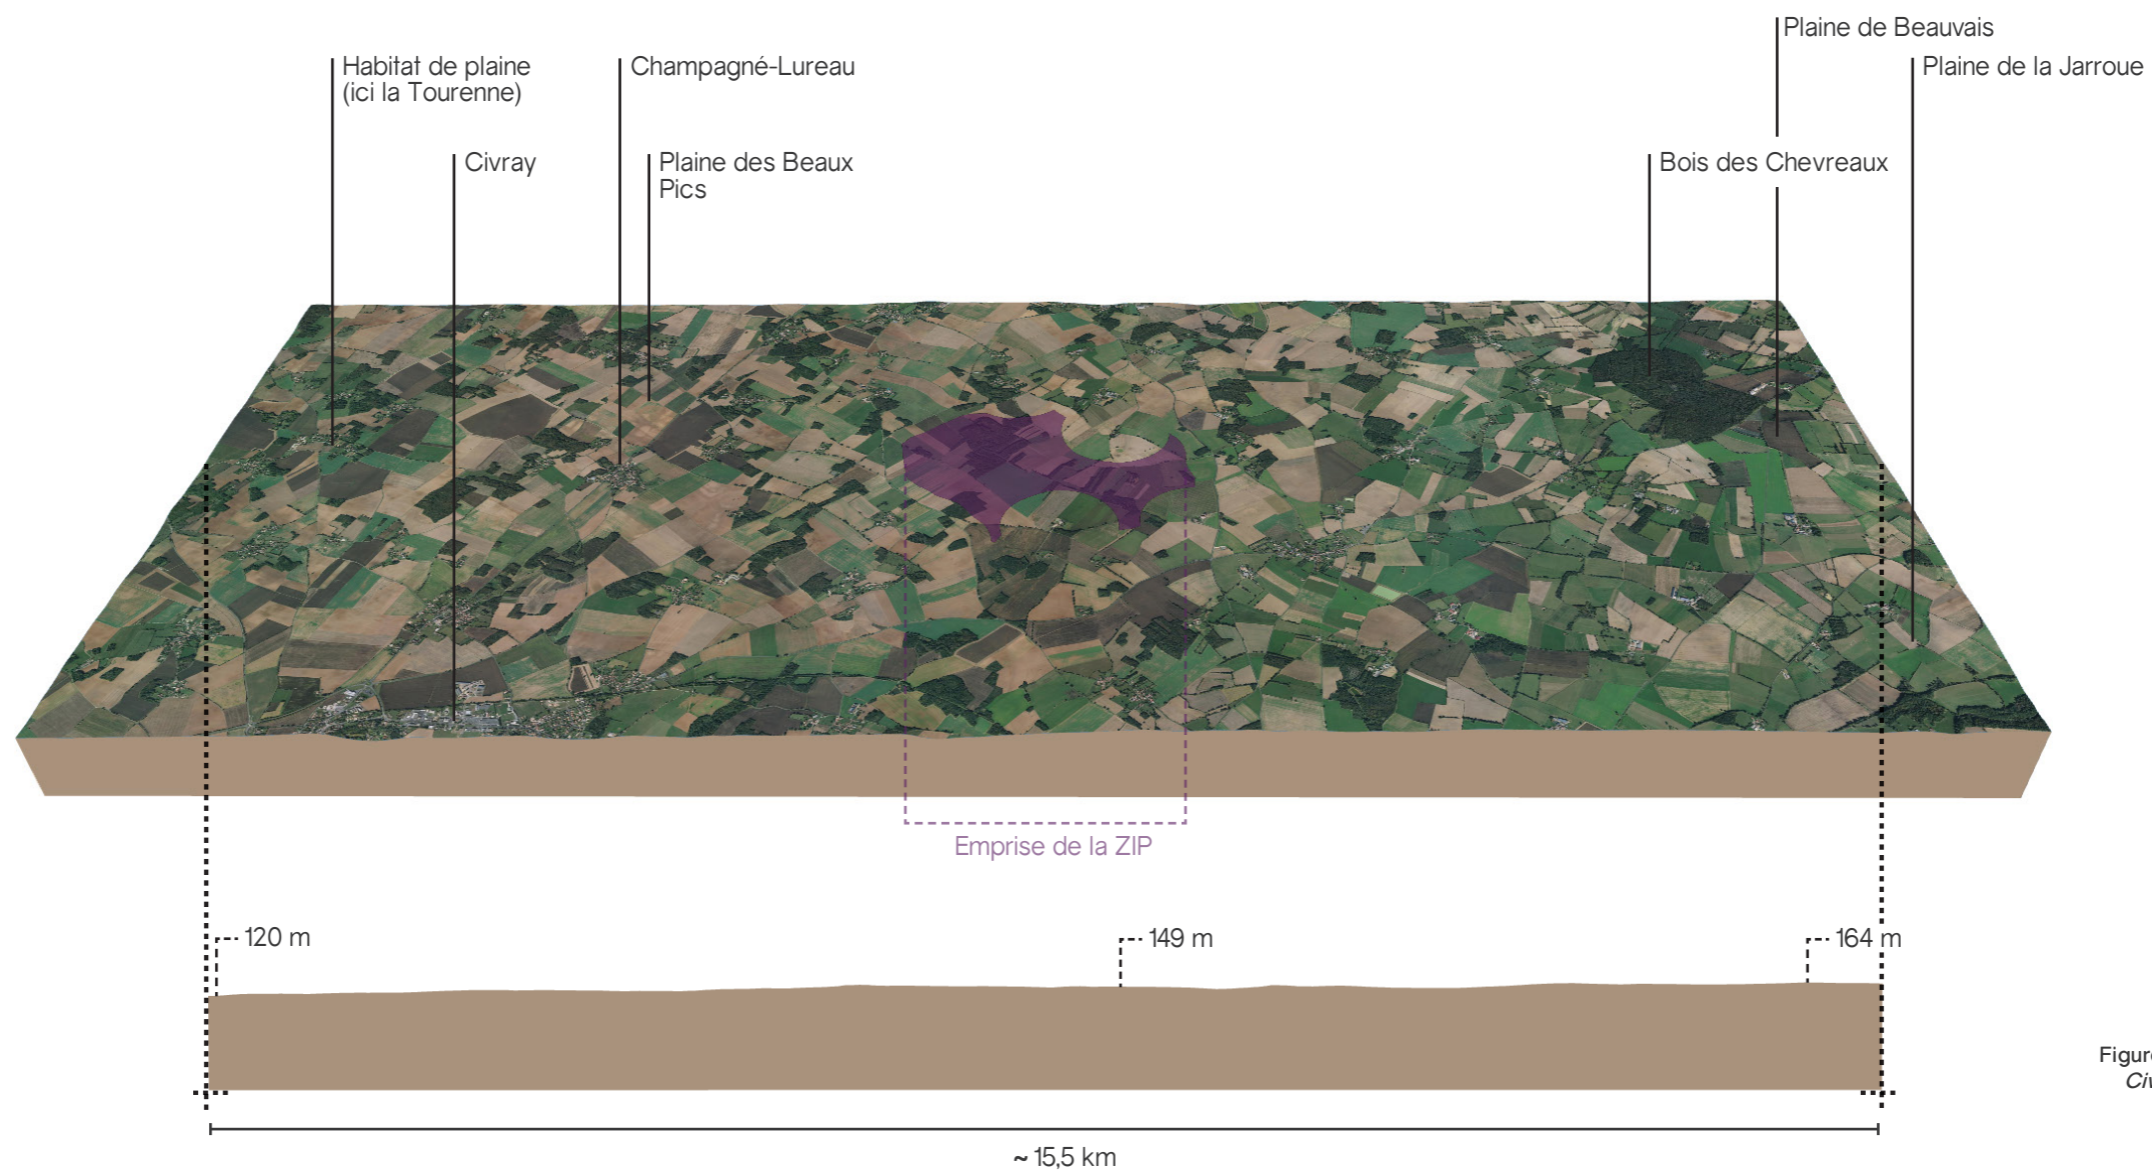 Plaine de Beauvais
Habitat de plaine
(ici la Tourenne)
Champagné-Lureau
Plaine de la Jarroue
Civray
Plaine des Beaux
Pics
Bois des Chevreaux
Emprise de la ZIP
120 m
149 m
164 m
~ 15,5 km